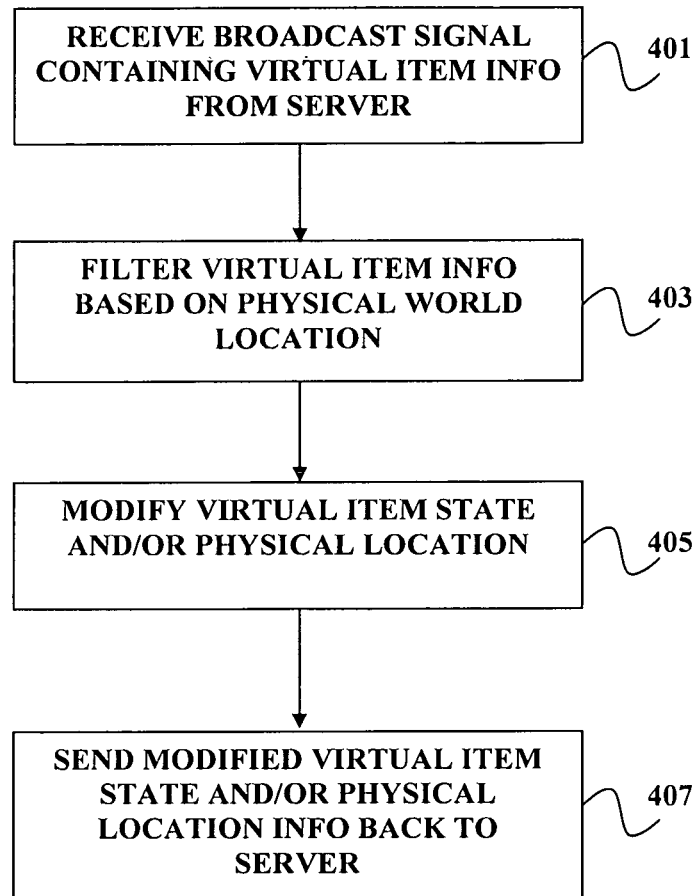 RECEIVE BROADCAST SIGNAL
CONTAINING VIRTUAL ITEM INFO
FROM SERVER
401
FILTER VIRTUAL ITEM INFO
BASED ON PHYSICAL WORLD
LOCATION
403
MODIFY VIRTUAL ITEM STATE
AND/OR PHYSICAL LOCATION
405
SEND MODIFIED VIRTUAL ITEM
STATE AND/OR PHYSICAL
LOCATION INFO BACK TO
SERVER
407